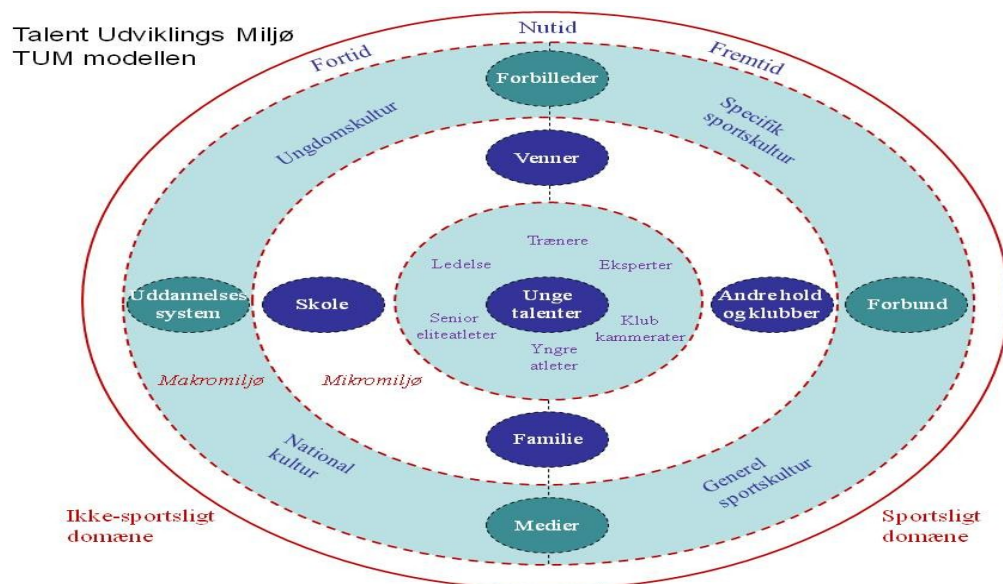 Talent Udviklings Miljø
TUM modellen
Nutid
Fortid
Fremtid
Forbilleder
Ungdomskultur
Specifik
sportskultur
Venner
Trænere
Ledelse
Eksperter
Uddannelses
system
Skole
Unge
talenter
Andre hold
og klubber
Forbund
Senior
eliteatleter
Klub
kammerater
Yngre
atleter
Makromiljø
Mikromiljø
Familie
National
kultur
Generel
sportskultur
Medier
Ikke-sportsligt
domæne
Sportsligt
domæne